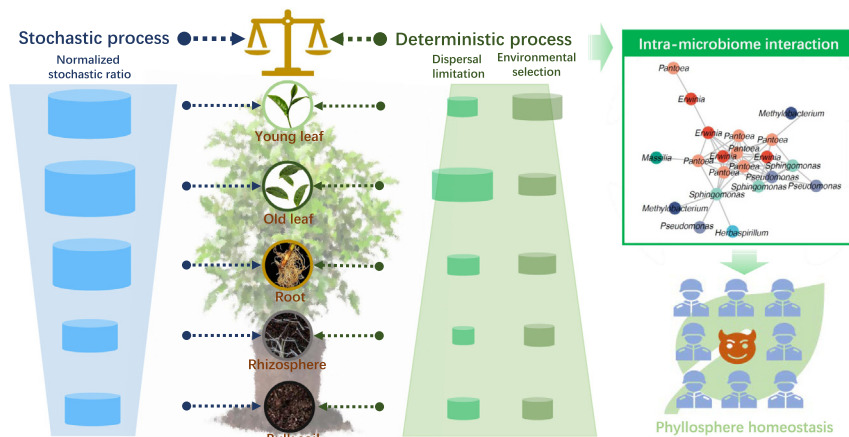 Stochastic process
Deterministic process
Normalized
stochastic ratio
Dispersal
limitation
Environmental
selection
Young leaf
Old leaf
Root
Rhizosphere
Intra-microbiome interaction
Pantoea
Erwinia
Methylobacterium
Erwinia
Pantoea
Pantoea
Pantoea
Massilia
Pantoea
Erwinia
Erwinia
Pantoea
Sphingomonas
Pantoea
Pseudomonas
Sphingomonas
Pseudomonas
Sphingomonas
Methylobacterium
Pseudomonas
Herbaspirillum
Phyllosphere homeostasis